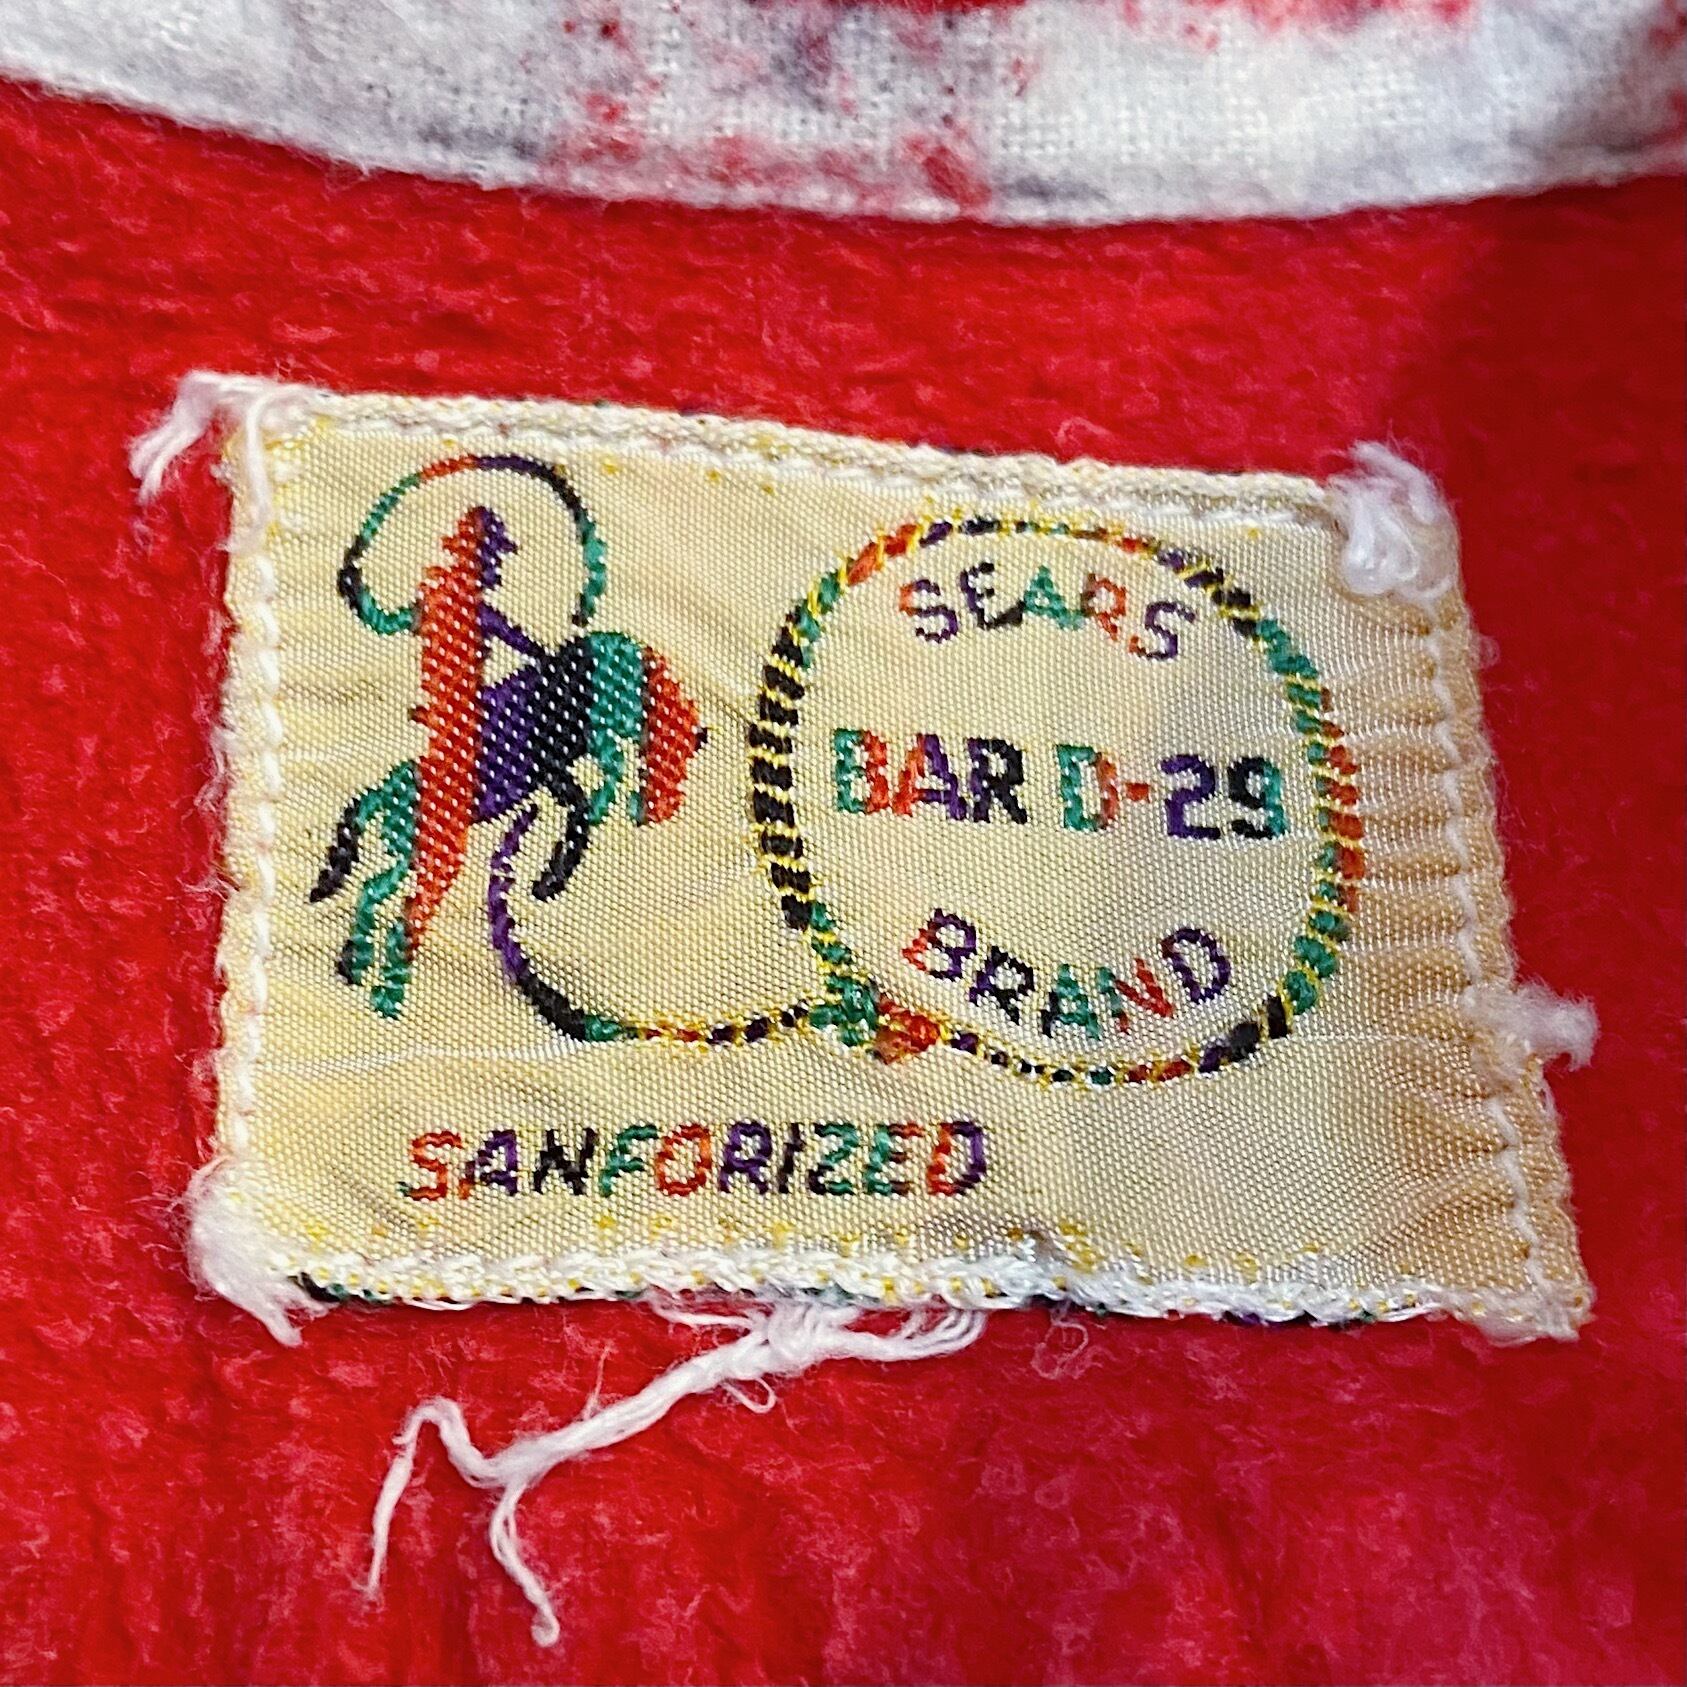 SEARS
BAR D-29
BRAND
SANFORIZED